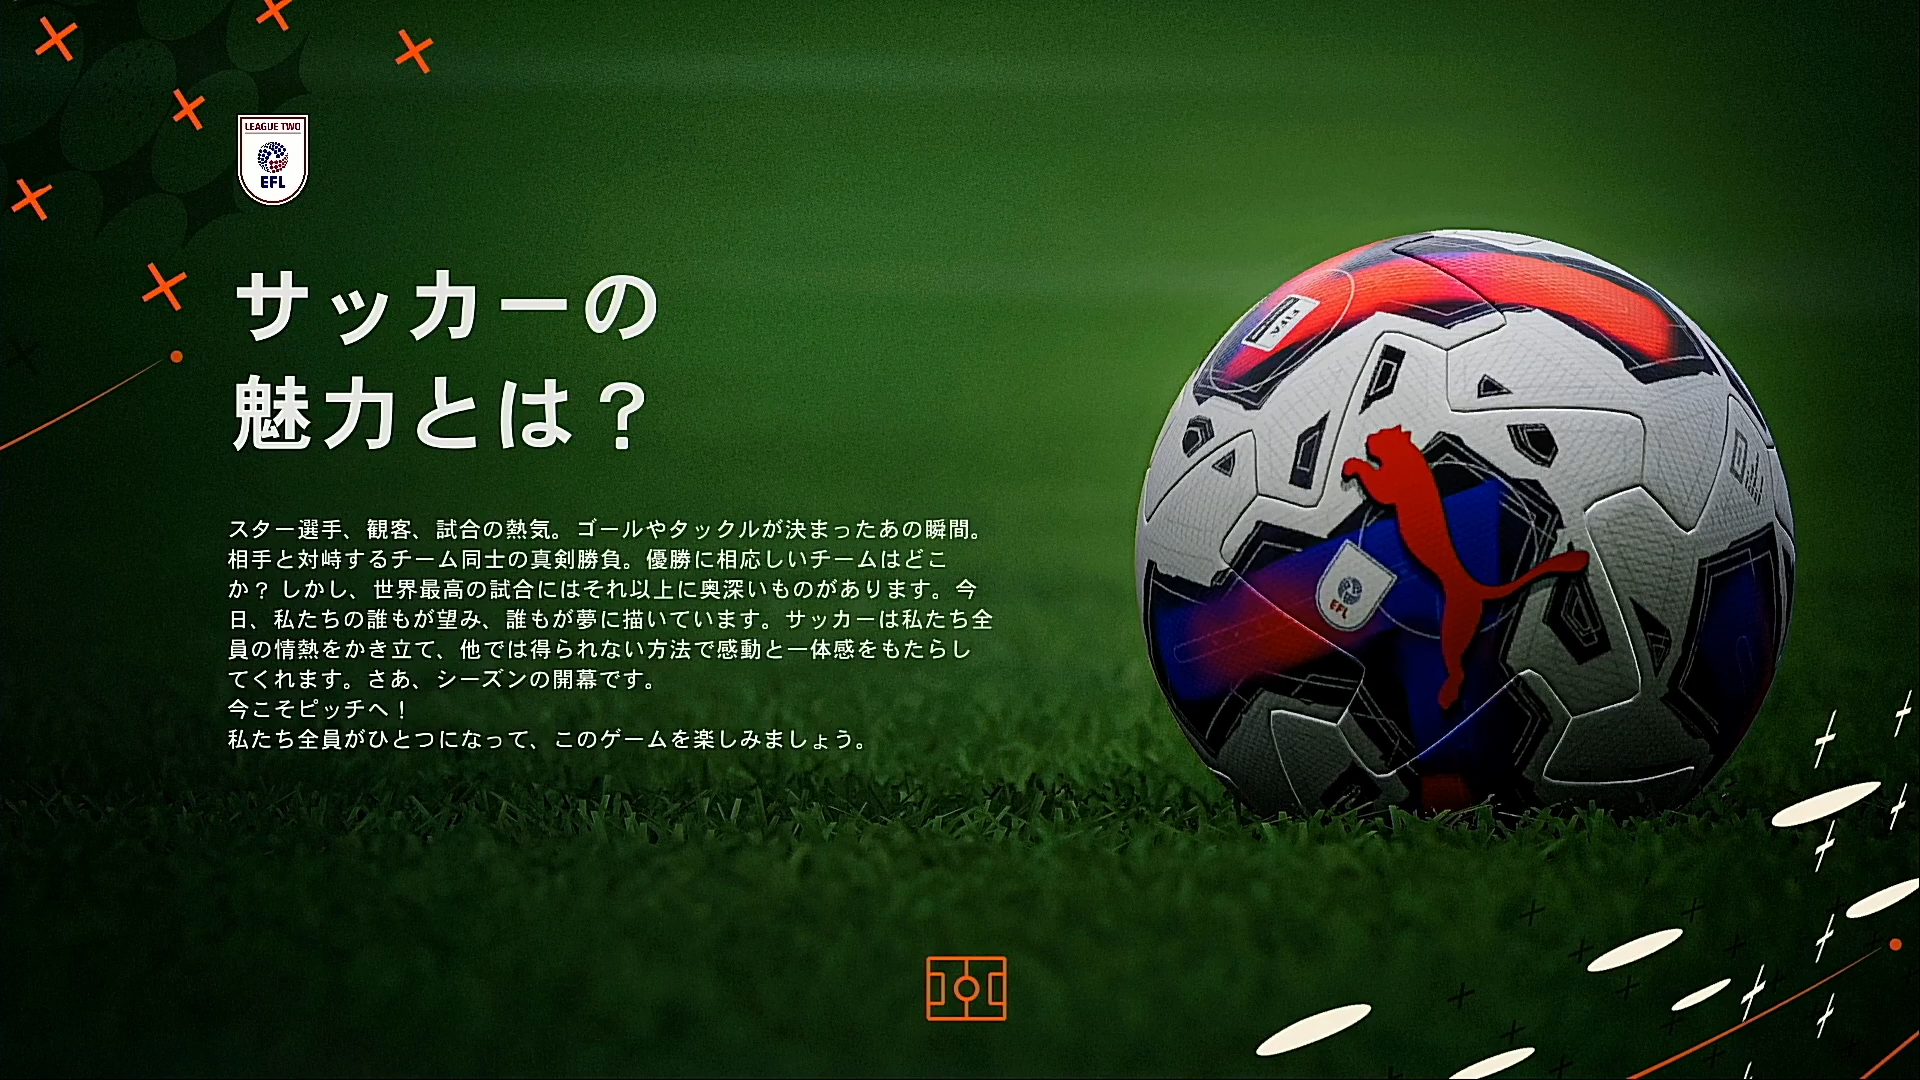 LEAGUE TWO
EFL
サッカーの
魅力とは？
スター選手、観客、試合の熱気。ゴールやタックルが決まったあの瞬間。
相手と対峙するチーム同士の真剣勝負。優勝に相応しいチームはどこ
か？ しかし、世界最高の試合にはそれ以上に奥深いものがあります。今
日、私たちの誰もが望み、誰もが夢に描いています。サッカーは私たち全
員の情熱をかき立て、他では得られない方法で感動と一体感をもたらし
てくれます。さあ、シーズンの開幕です。
今こそピッチへ！
私たち全員がひとつになって、このゲームを楽しみましょう。
FIFA
EFL